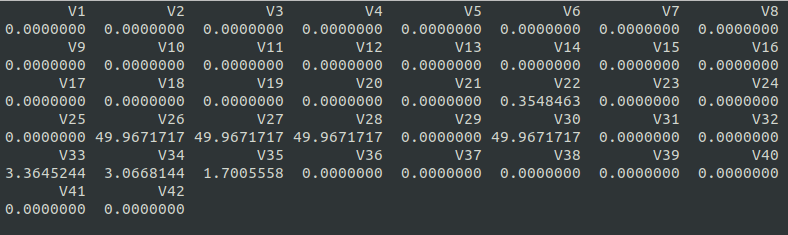 V1 V2 V3 V4 V5 V6 V7 V8
0.0000000 0.0000000 0.0000000 0.0000000 0.0000000 0.0000000 0.0000000 0.0000000
V9 V10 V11 V12 V13 V14 V15 V16
0.0000000 0.0000000 0.0000000 0.0000000 0.0000000 0.0000000 0.0000000 0.0000000
V17 V18 V19 V20 V21 V22 V23 V24
0.0000000 0.0000000 0.0000000 0.0000000 0.0000000 0.3548463 0.0000000 0.0000000
V25 V26 V27 V28 V29 V30 V31 V32
0.0000000 49.9671717 49.9671717 49.9671717 0.0000000 49.9671717 0.0000000 0.0000000
V33 V34 V35 V36 V37 V38 V39 V40
3.3645244 3.0668144 1.7005558 0.0000000 0.0000000 0.0000000 0.0000000 0.0000000
V41 V42
0.0000000 0.0000000